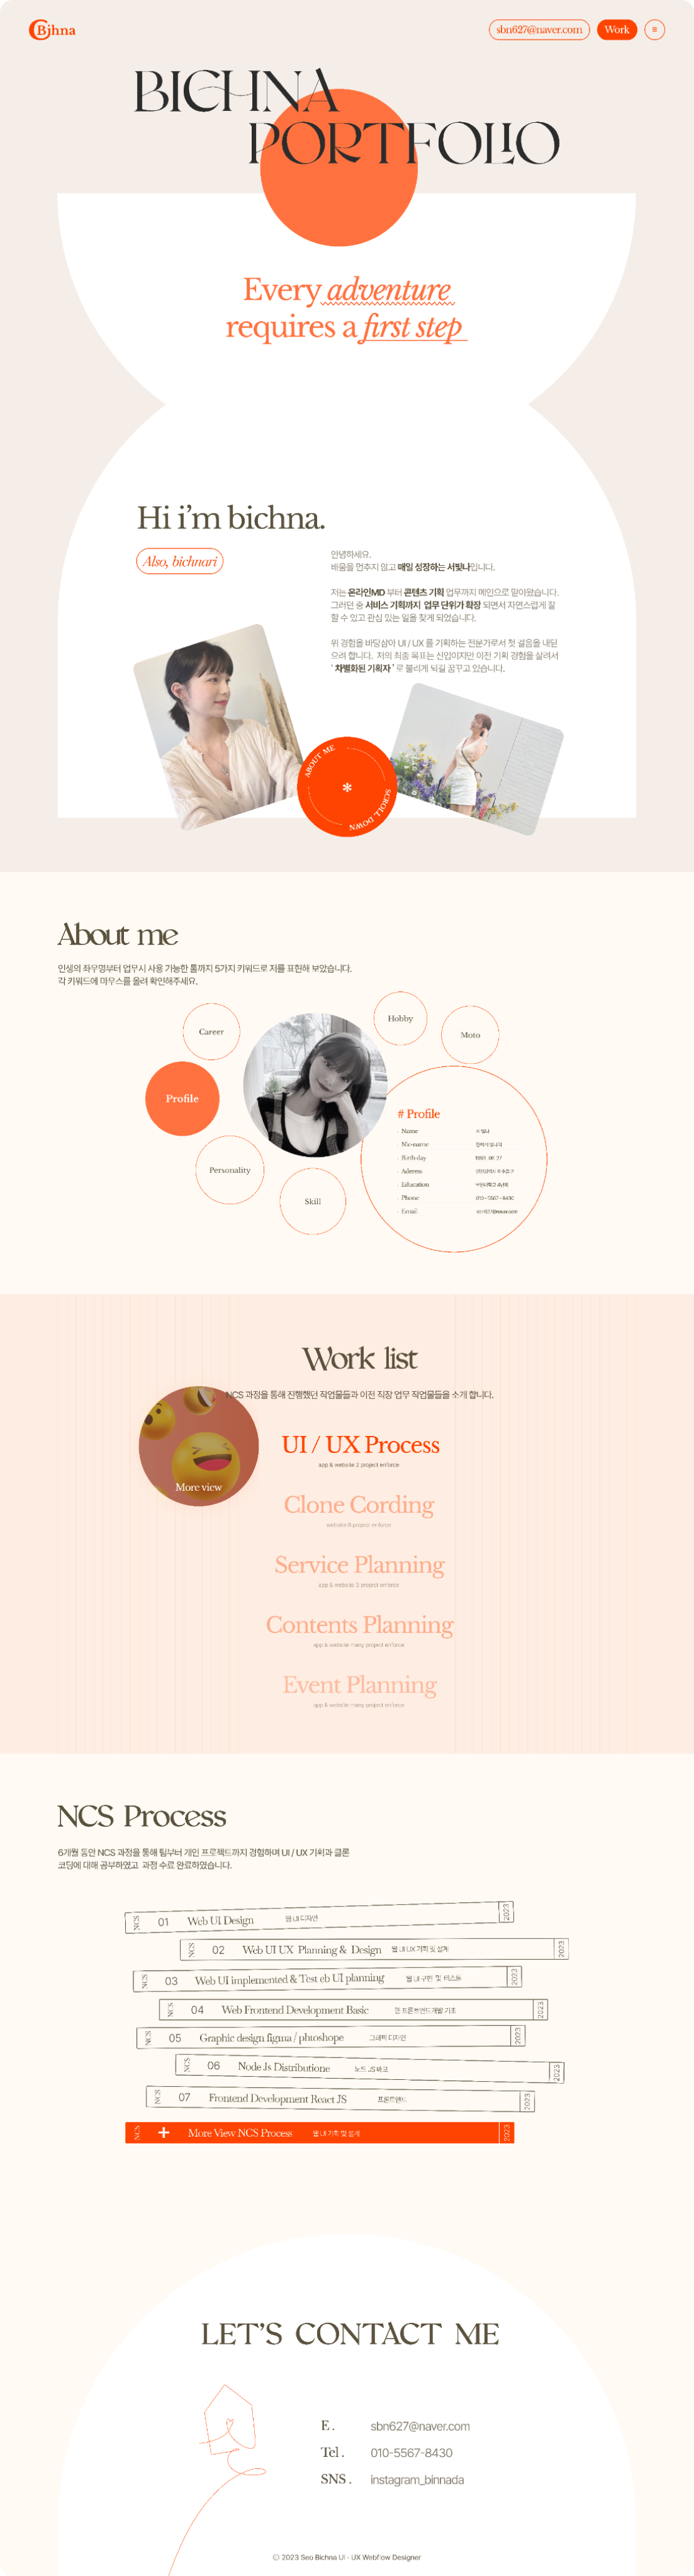 Bjhna
sbn627@naver.com
Work
BICHNA
PORTFOLIO
Every adventure
requires a first step
Hi i’m bichna.
Also, bichnari
안녕하세요.
배움을 멈추지 않고 매일 성장하는 서빛나입니다.
저는 온라인MD 부터 콘텐츠 기획 업무까지 메인으로 맡아왔습니다.
그러던 중 서비스 기획까지 업무 단위가 확장 되면서 자연스럽게 잘
할 수 있고 관심 있는 일을 찾게 되었습니다.
위 경험을 바탕삼아 UI / UX 를 기획하는 전문가로서 첫 걸음을 내딛
으려 합니다. 저의 최종 목표는 신입이지만 이전 기획 경험을 살려서
‘ 차별화된 기획자 ’ 로 불리게 되길 꿈꾸고 있습니다.
ABOUT ME
SCROLL DOWN
About me
인생의 좌우명부터 업무시 사용 가능한 툴까지 5가지 키워드로 저를 표현해 보았습니다.
각 키워드에 마우스를 올려 확인해주세요.
Career
Hobby
Moto
Profile
Personality
Skill
# Profile
· Name
· Nic-name
· Birth-day
· Aderess
· Education
· Phone 010-5567-8430
· Email sbn627@naver.com
Work list
NCS 과정을 통해 진행했던 작업물들과 이전 직장 업무 작업물들을 소개 합니다.
More view
UI / UX Process
app & website 2 project enforce
Clone Cording
website 8 project enforce
Service Planning
app & website 3 project enforce
Contents Planning
app & website many project enforce
Event Planning
app & website many project enforce
NCS Process
6개월 동안 NCS 과정을 통해 팀부터 개인 프로젝트까지 경험하며 UI / UX 기획과 클론
코딩에 대해 공부하였고 과정 수료 완료하였습니다.
NCS 01 Web UI Design 웹 UI 디자인 2023
NCS 02 Web UI UX Planning & Design 웹 UI UX 기획 및 설계 2023
NCS 03 Web UI implemented & Test eb UI planning 웹 UI 구현 및 테스트 2023
NCS 04 Web Frontend Development Basic 웹 프론트엔드 개발 기초 2023
NCS 05 Graphic design figma / phtoshope 그래픽 디자인 2023
NCS 06 Node Js Distributione 노드 JS 배포 2023
NCS 07 Frontend Development React JS 프론트엔드 2023
NCS + More View NCS Process 웹 UI 기획 및 설계 2023
LET’S CONTACT ME
E . sbn627@naver.com
Tel . 010-5567-8430
SNS . instagram_binnada
© 2023 Seo Bichna UI - UX Webflow Designer